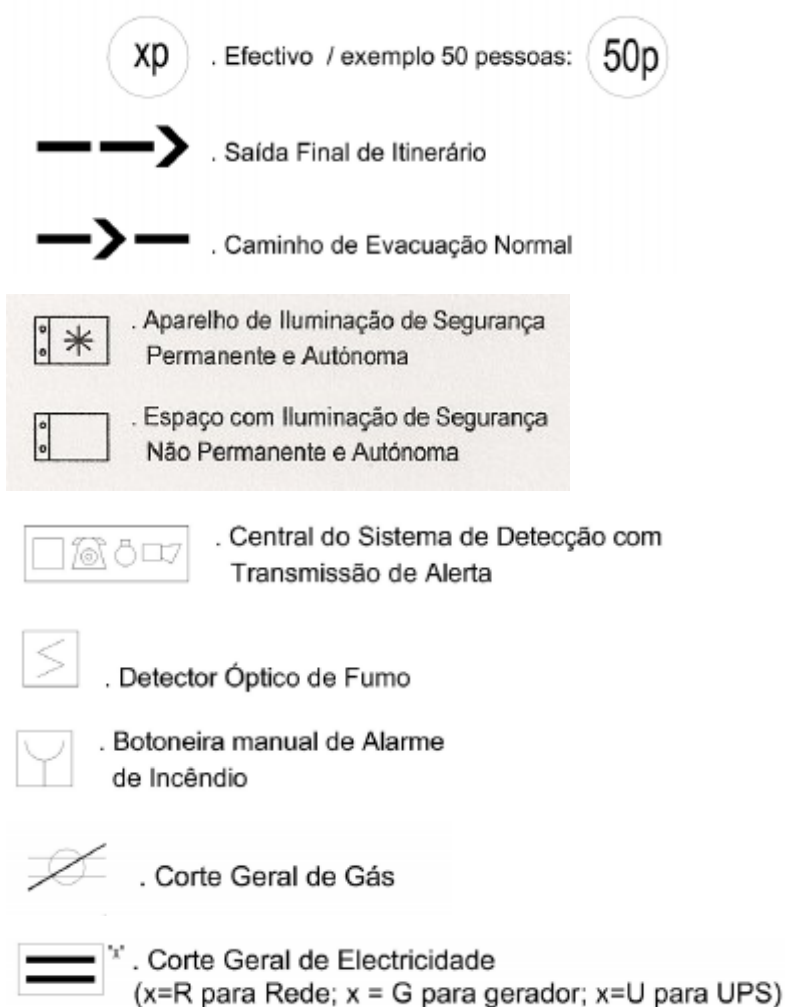 xp . Efectivo / exemplo 50 pessoas: 50p
. Saída Final de Itinerário
. Caminho de Evacuação Normal
. Aparelho de Iluminação de Segurança
Permanente e Autónoma
. Espaço com Iluminação de Segurança
Não Permanente e Autónoma
. Central do Sistema de Detecção com
Transmissão de Alerta
. Detector Óptico de Fumo
. Botoneira manual de Alarme
de Incêndio
. Corte Geral de Gás
"x" . Corte Geral de Electricidade
(x=R para Rede; x = G para gerador; x=U para UPS)